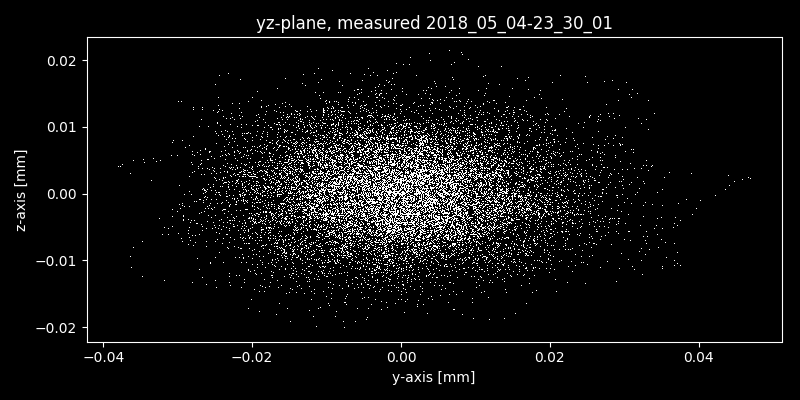 yz-plane, measured 2018_05_04-23_30_01
0.02
0.01
0.00
−0.01
−0.02
z-axis [mm]
−0.04 −0.02 0.00 0.02 0.04
y-axis [mm]